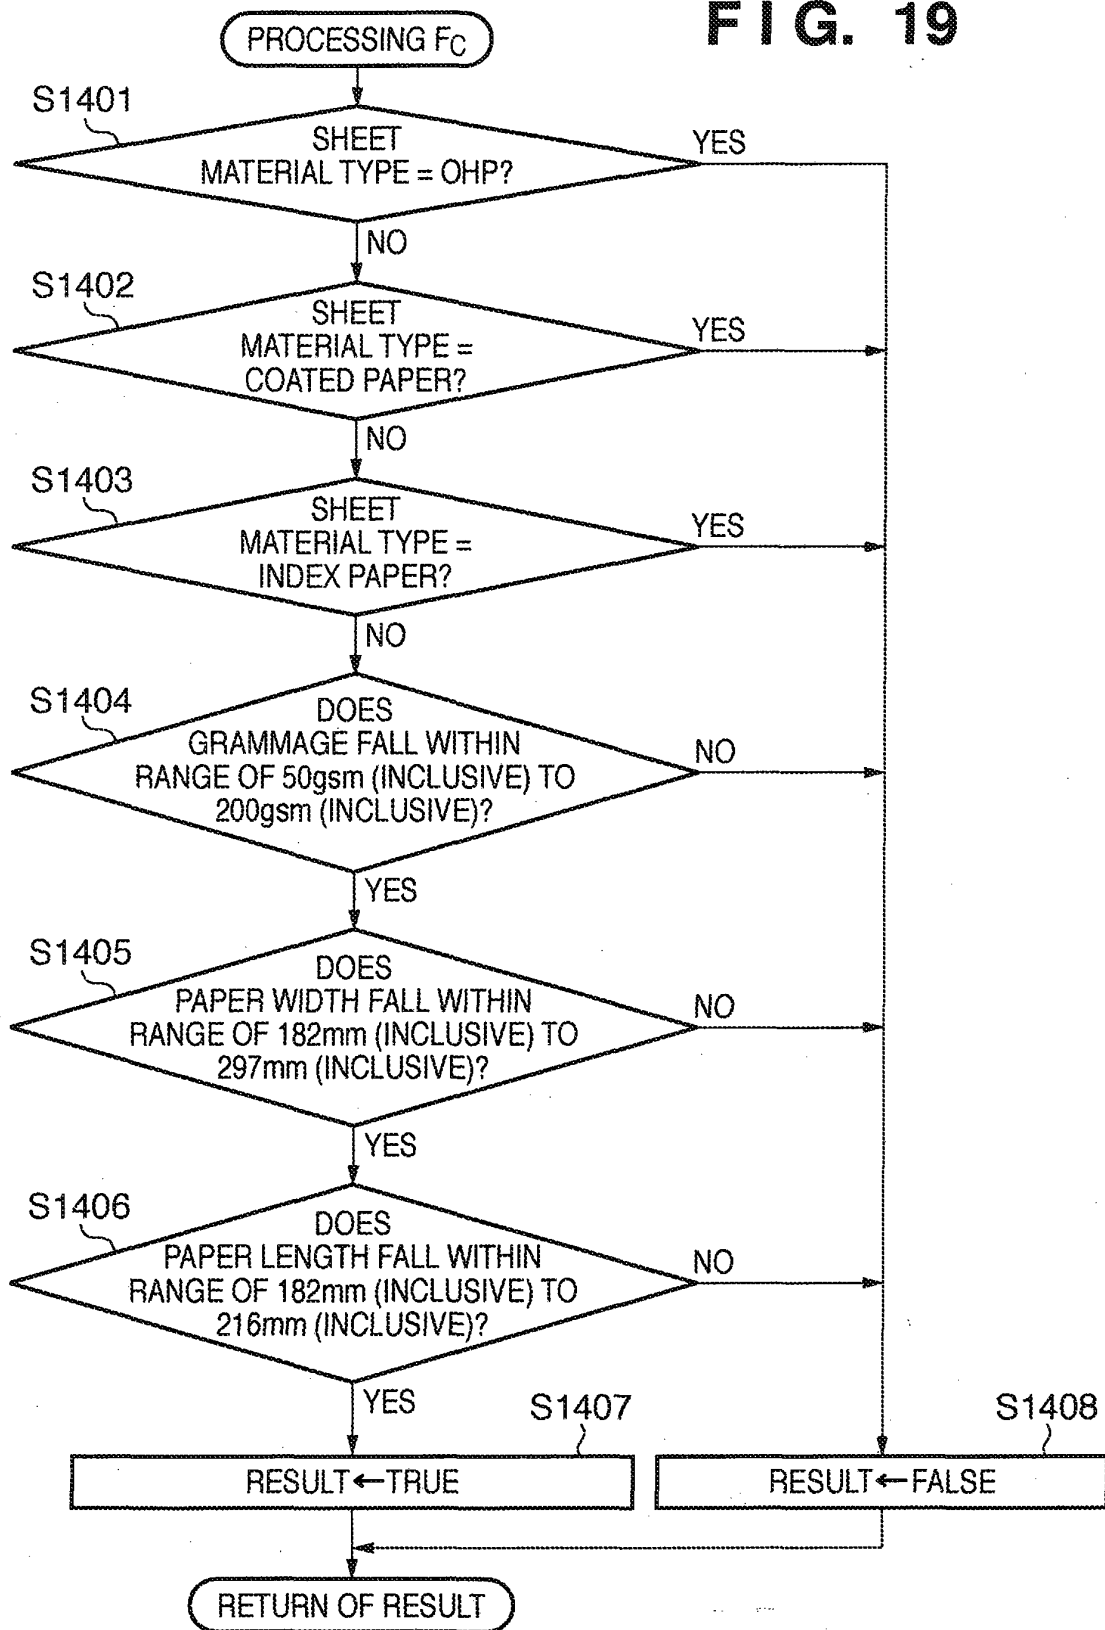 FIG. 19
PROCESSING FC
S1401
SHEET
MATERIAL TYPE = OHP?
YES
NO
S1402
SHEET
MATERIAL TYPE =
COATED PAPER?
YES
NO
S1403
SHEET
MATERIAL TYPE =
INDEX PAPER?
YES
NO
S1404
DOES
GRAMMAGE FALL WITHIN
RANGE OF 50gsm (INCLUSIVE) TO
200gsm (INCLUSIVE)?
NO
YES
S1405
DOES
PAPER WIDTH FALL WITHIN
RANGE OF 182mm (INCLUSIVE) TO
297mm (INCLUSIVE)?
NO
YES
S1406
DOES
PAPER LENGTH FALL WITHIN
RANGE OF 182mm (INCLUSIVE) TO
216mm (INCLUSIVE)?
NO
YES
S1407
RESULT←TRUE
S1408
RESULT←FALSE
RETURN OF RESULT